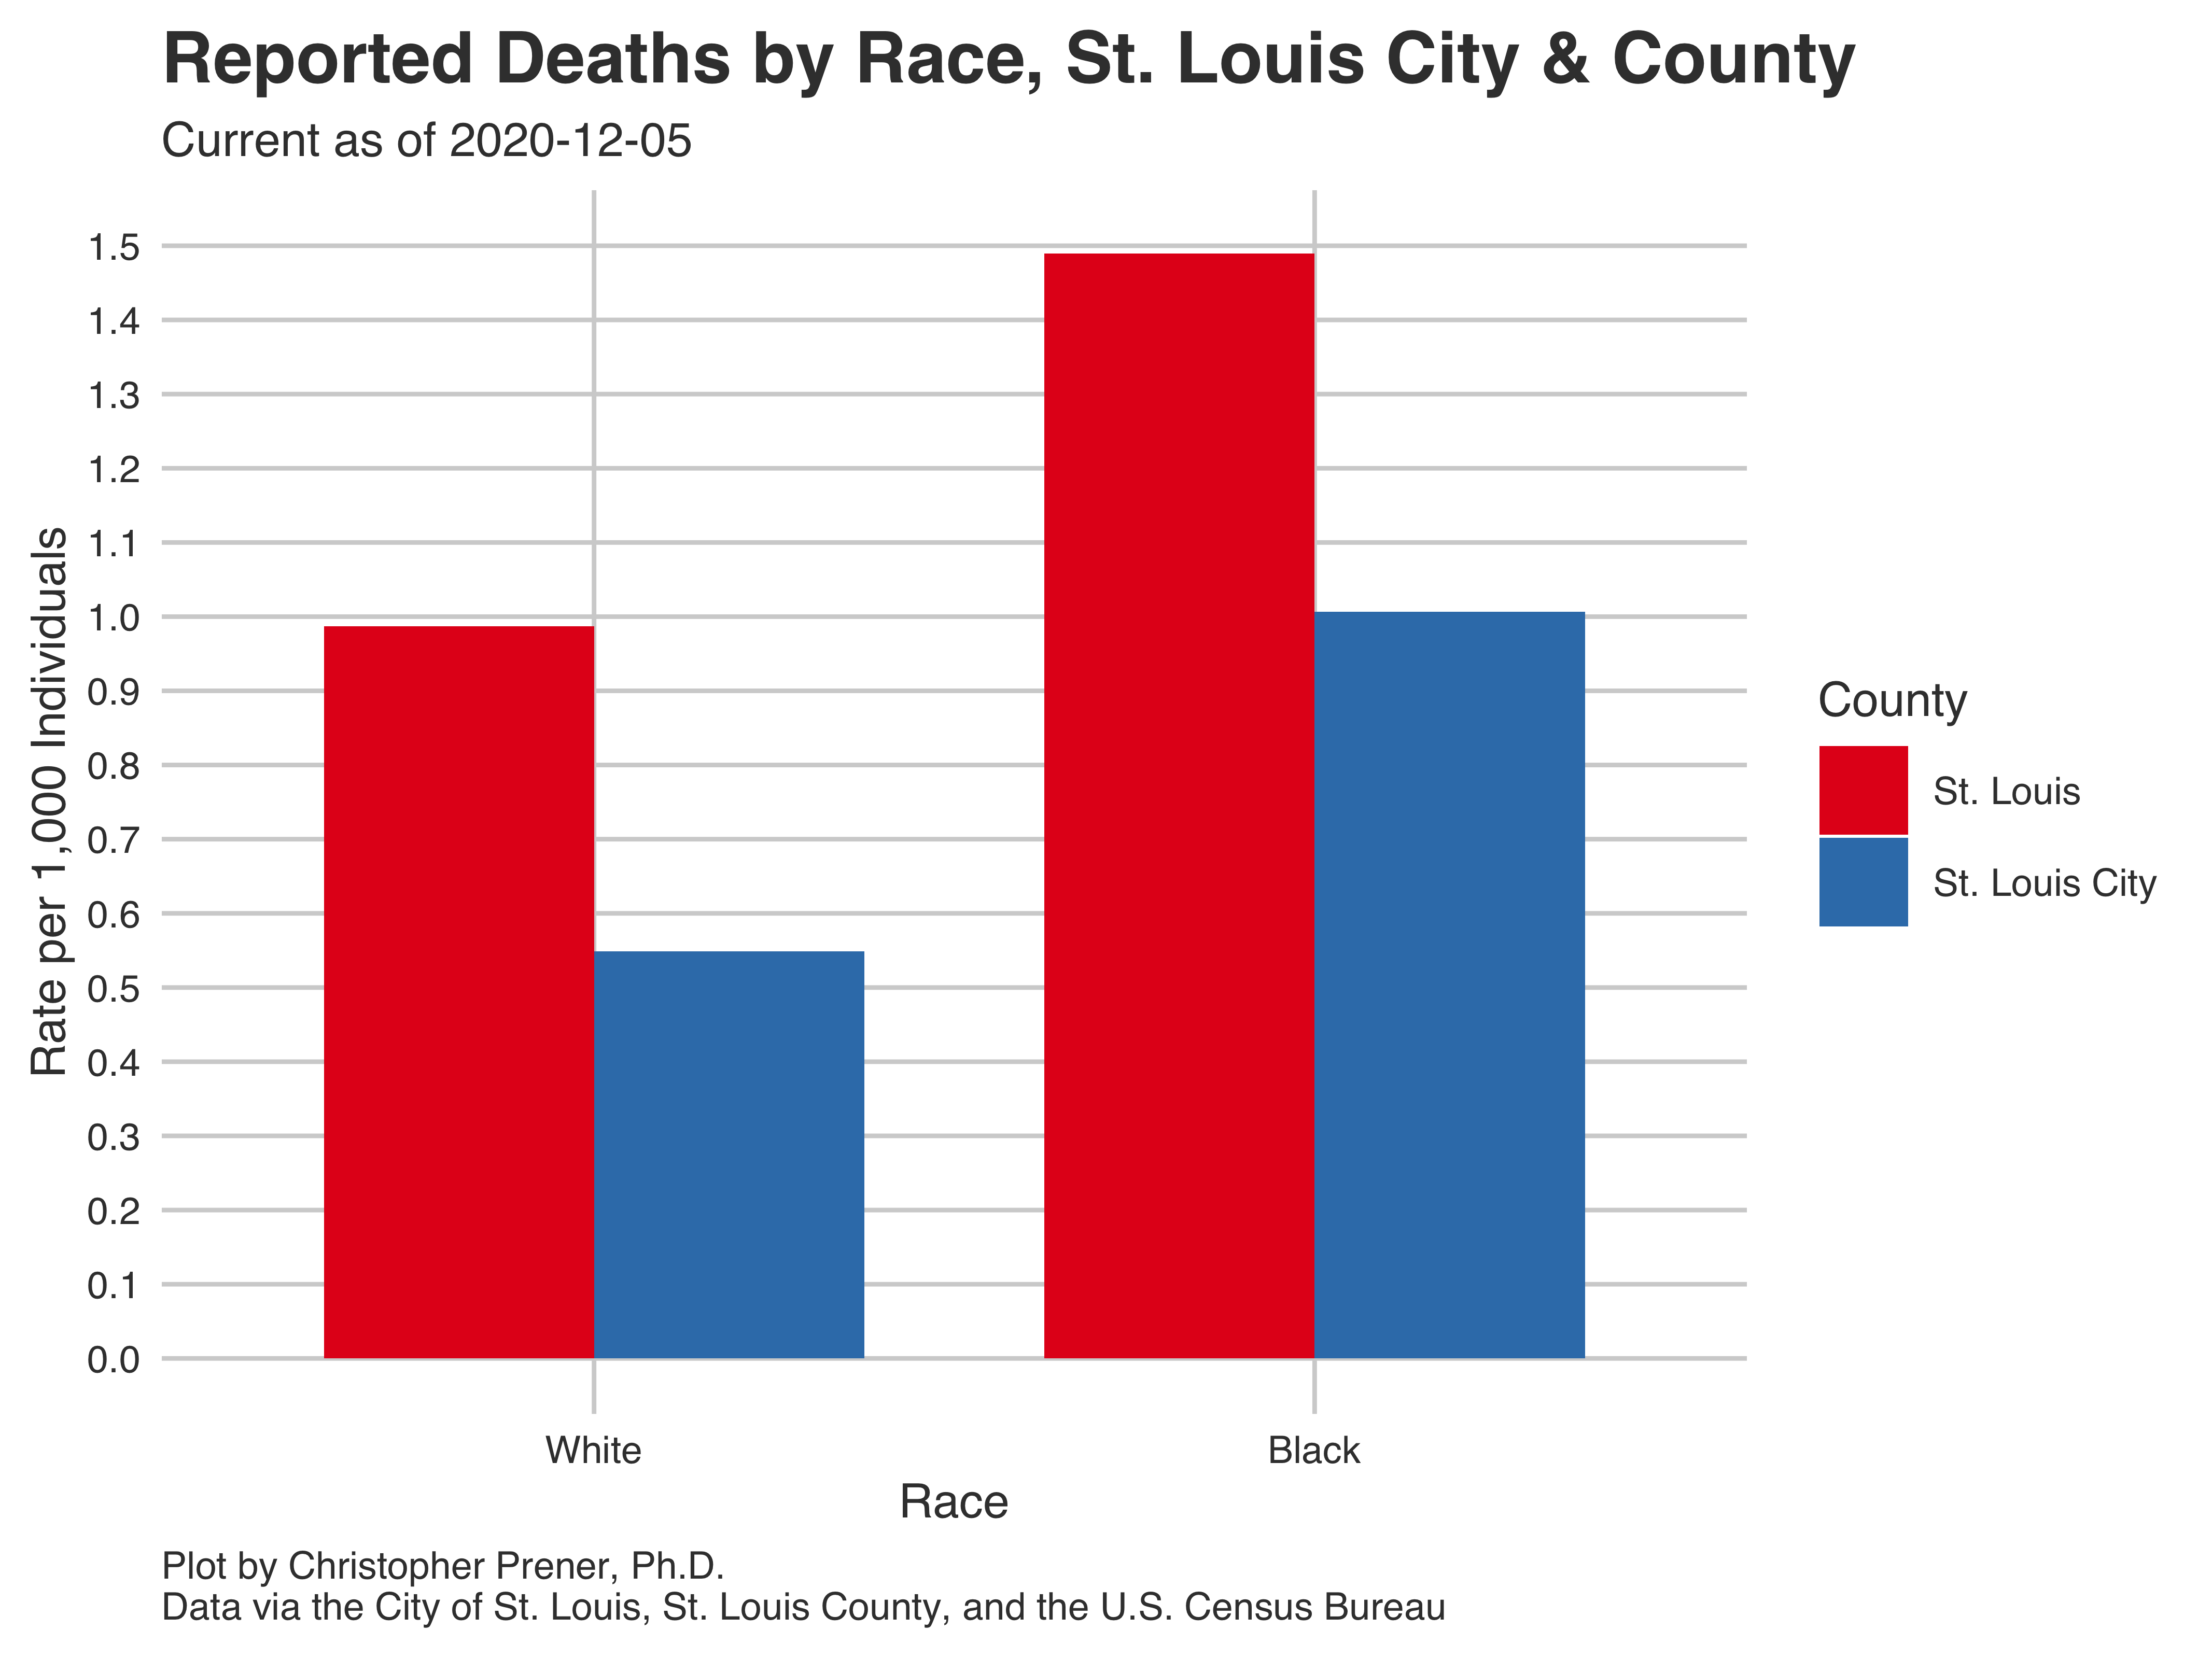 Reported Deaths by Race, St. Louis City & County
Current as of 2020-12-05
Rate per 1,000 Individuals
1.5
1.4
1.3
1.2
1.1
1.0
0.9
0.8
0.7
0.6
0.5
0.4
0.3
0.2
0.1
0.0
White
Black
Race
County
St. Louis
St. Louis City
Plot by Christopher Prener, Ph.D.
Data via the City of St. Louis, St. Louis County, and the U.S. Census Bureau